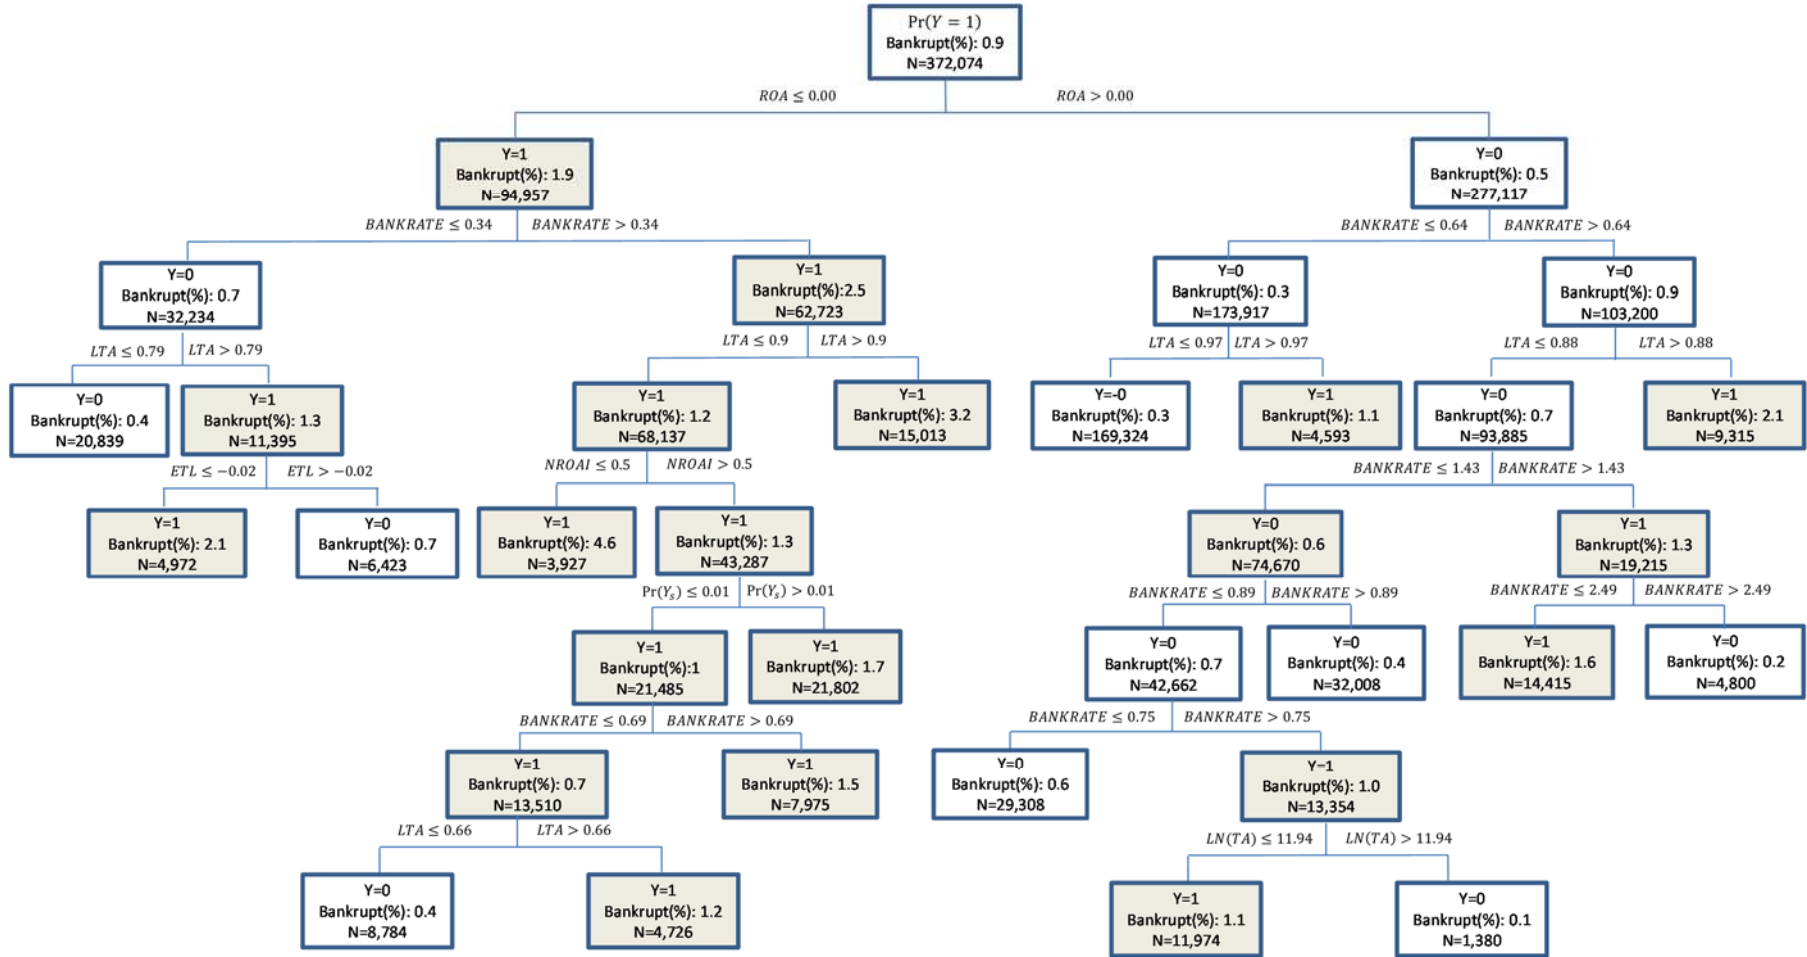 Pr(Y = 1)
Bankrupt(%): 0.9
N=372,074
ROA ≤ 0.00
ROA > 0.00
Y=1
Bankrupt(%): 1.9
N=94,957
Y=0
Bankrupt(%): 0.5
N=277,117
BANKRATE ≤ 0.34
BANKRATE > 0.34
BANKRATE ≤ 0.64
BANKRATE > 0.64
Y=0
Bankrupt(%): 0.7
N=32,234
Y=1
Bankrupt(%):2.5
N=62,723
Y=0
Bankrupt(%): 0.3
N=173,917
Y=0
Bankrupt(%): 0.9
N=103,200
LTA ≤ 0.79
LTA > 0.79
LTA ≤ 0.9
LTA > 0.9
LTA ≤ 0.97
LTA > 0.97
LTA ≤ 0.88
LTA > 0.88
Y=0
Bankrupt(%): 0.4
N=20,839
Y=1
Bankrupt(%): 1.3
N=11,395
Y=1
Bankrupt(%): 1.2
N=68,137
Y=1
Bankrupt(%): 3.2
N=15,013
Y=-0
Bankrupt(%): 0.3
N=169,324
Y=1
Bankrupt(%): 1.1
N=4,593
Y=0
Bankrupt(%): 0.7
N=93,885
Y=1
Bankrupt(%): 2.1
N=9,315
ETL ≤ −0.02
ETL > −0.02
NROAI ≤ 0.5
NROAI > 0.5
BANKRATE ≤ 1.43
BANKRATE > 1.43
Y=1
Bankrupt(%): 2.1
N=4,972
Y=0
Bankrupt(%): 0.7
N=6,423
Y=1
Bankrupt(%): 4.6
N=3,927
Y=1
Bankrupt(%): 1.3
N=43,287
Y=0
Bankrupt(%): 0.6
N=74,670
Y=1
Bankrupt(%): 1.3
N=19,215
Pr(Yₛ) ≤ 0.01
Pr(Yₛ) > 0.01
BANKRATE ≤ 0.89
BANKRATE > 0.89
BANKRATE ≤ 2.49
BANKRATE > 2.49
Y=1
Bankrupt(%):1
N=21,485
Y=1
Bankrupt(%): 1.7
N=21,802
Y=0
Bankrupt(%): 0.7
N=42,662
Y=0
Bankrupt(%): 0.4
N=32,008
Y=1
Bankrupt(%): 1.6
N=14,415
Y=0
Bankrupt(%): 0.2
N=4,800
BANKRATE ≤ 0.69
BANKRATE > 0.69
BANKRATE ≤ 0.75
BANKRATE > 0.75
Y=1
Bankrupt(%): 0.7
N=13,510
Y=1
Bankrupt(%): 1.5
N=7,975
Y=0
Bankrupt(%): 0.6
N=29,308
Y−1
Bankrupt(%): 1.0
N=13,354
LTA ≤ 0.66
LTA > 0.66
LN(TA) ≤ 11.94
LN(TA) > 11.94
Y=0
Bankrupt(%): 0.4
N=8,784
Y=1
Bankrupt(%): 1.2
N=4,726
Y=1
Bankrupt(%): 1.1
N=11,974
Y=0
Bankrupt(%): 0.1
N=1,380